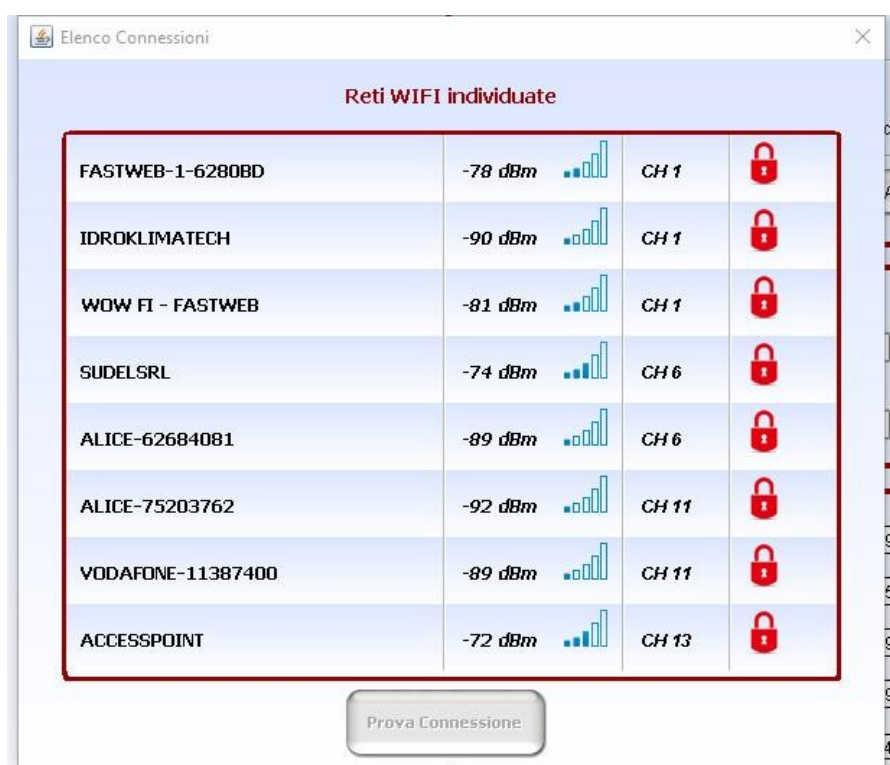 Elenco Connessioni
Reti WIFI individuate
FASTWEB-1-6280BD -78 dBm CH 1
IDROKLIMATECH -90 dBm CH 1
WOW FI - FASTWEB -81 dBm CH 1
SUDELSRL -74 dBm CH 6
ALICE-62684081 -89 dBm CH 6
ALICE-75203762 -92 dBm CH 11
VODAFONE-11387400 -89 dBm CH 11
ACCESSPOINT -72 dBm CH 13
Prova Connessione